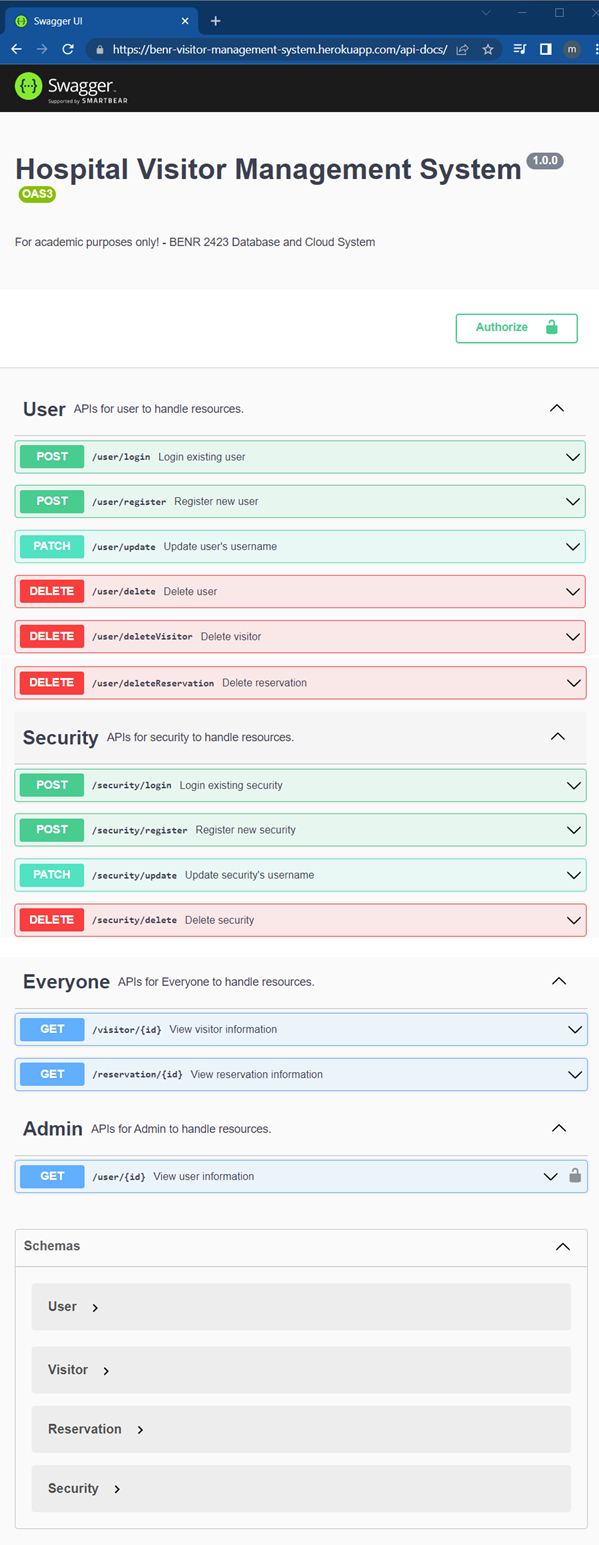 Swagger UI
https://benr-visitor-management-system.herokuapp.com/api-docs/
m
Swagger
Supported by SMARTBEAR
Hospital Visitor Management System 1.0.0
OAS3
For academic purposes only! - BENR 2423 Database and Cloud System
Authorize
User APIs for user to handle resources.
POST /user/login Login existing user
POST /user/register Register new user
PATCH /user/update Update user's username
DELETE /user/delete Delete user
DELETE /user/deleteVisitor Delete visitor
DELETE /user/deleteReservation Delete reservation
Security APIs for security to handle resources.
POST /security/login Login existing security
POST /security/register Register new security
PATCH /security/update Update security's username
DELETE /security/delete Delete security
Everyone APIs for Everyone to handle resources.
GET /visitor/{id} View visitor information
GET /reservation/{id} View reservation information
Admin APIs for Admin to handle resources.
GET /user/{id} View user information
Schemas
User
Visitor
Reservation
Security